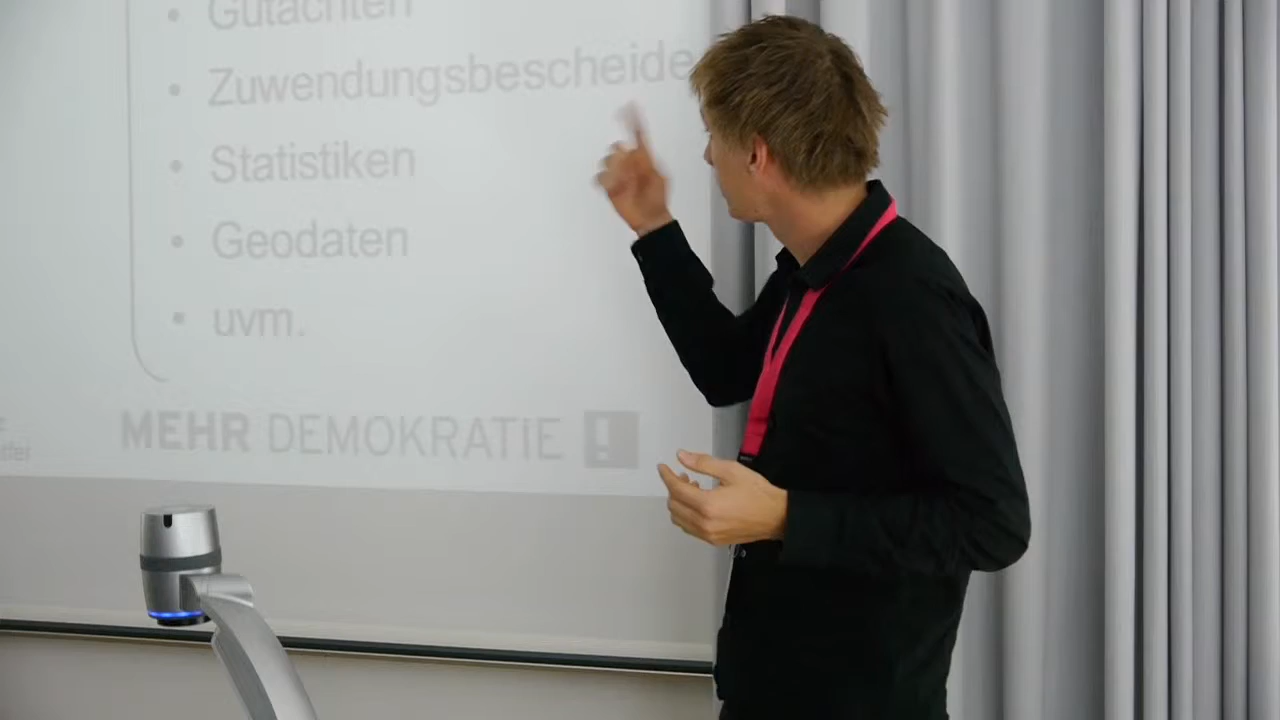 Gutachten
Zuwendungsbescheide
Statistiken
Geodaten
uvm.
MEHR DEMOKRATIE !